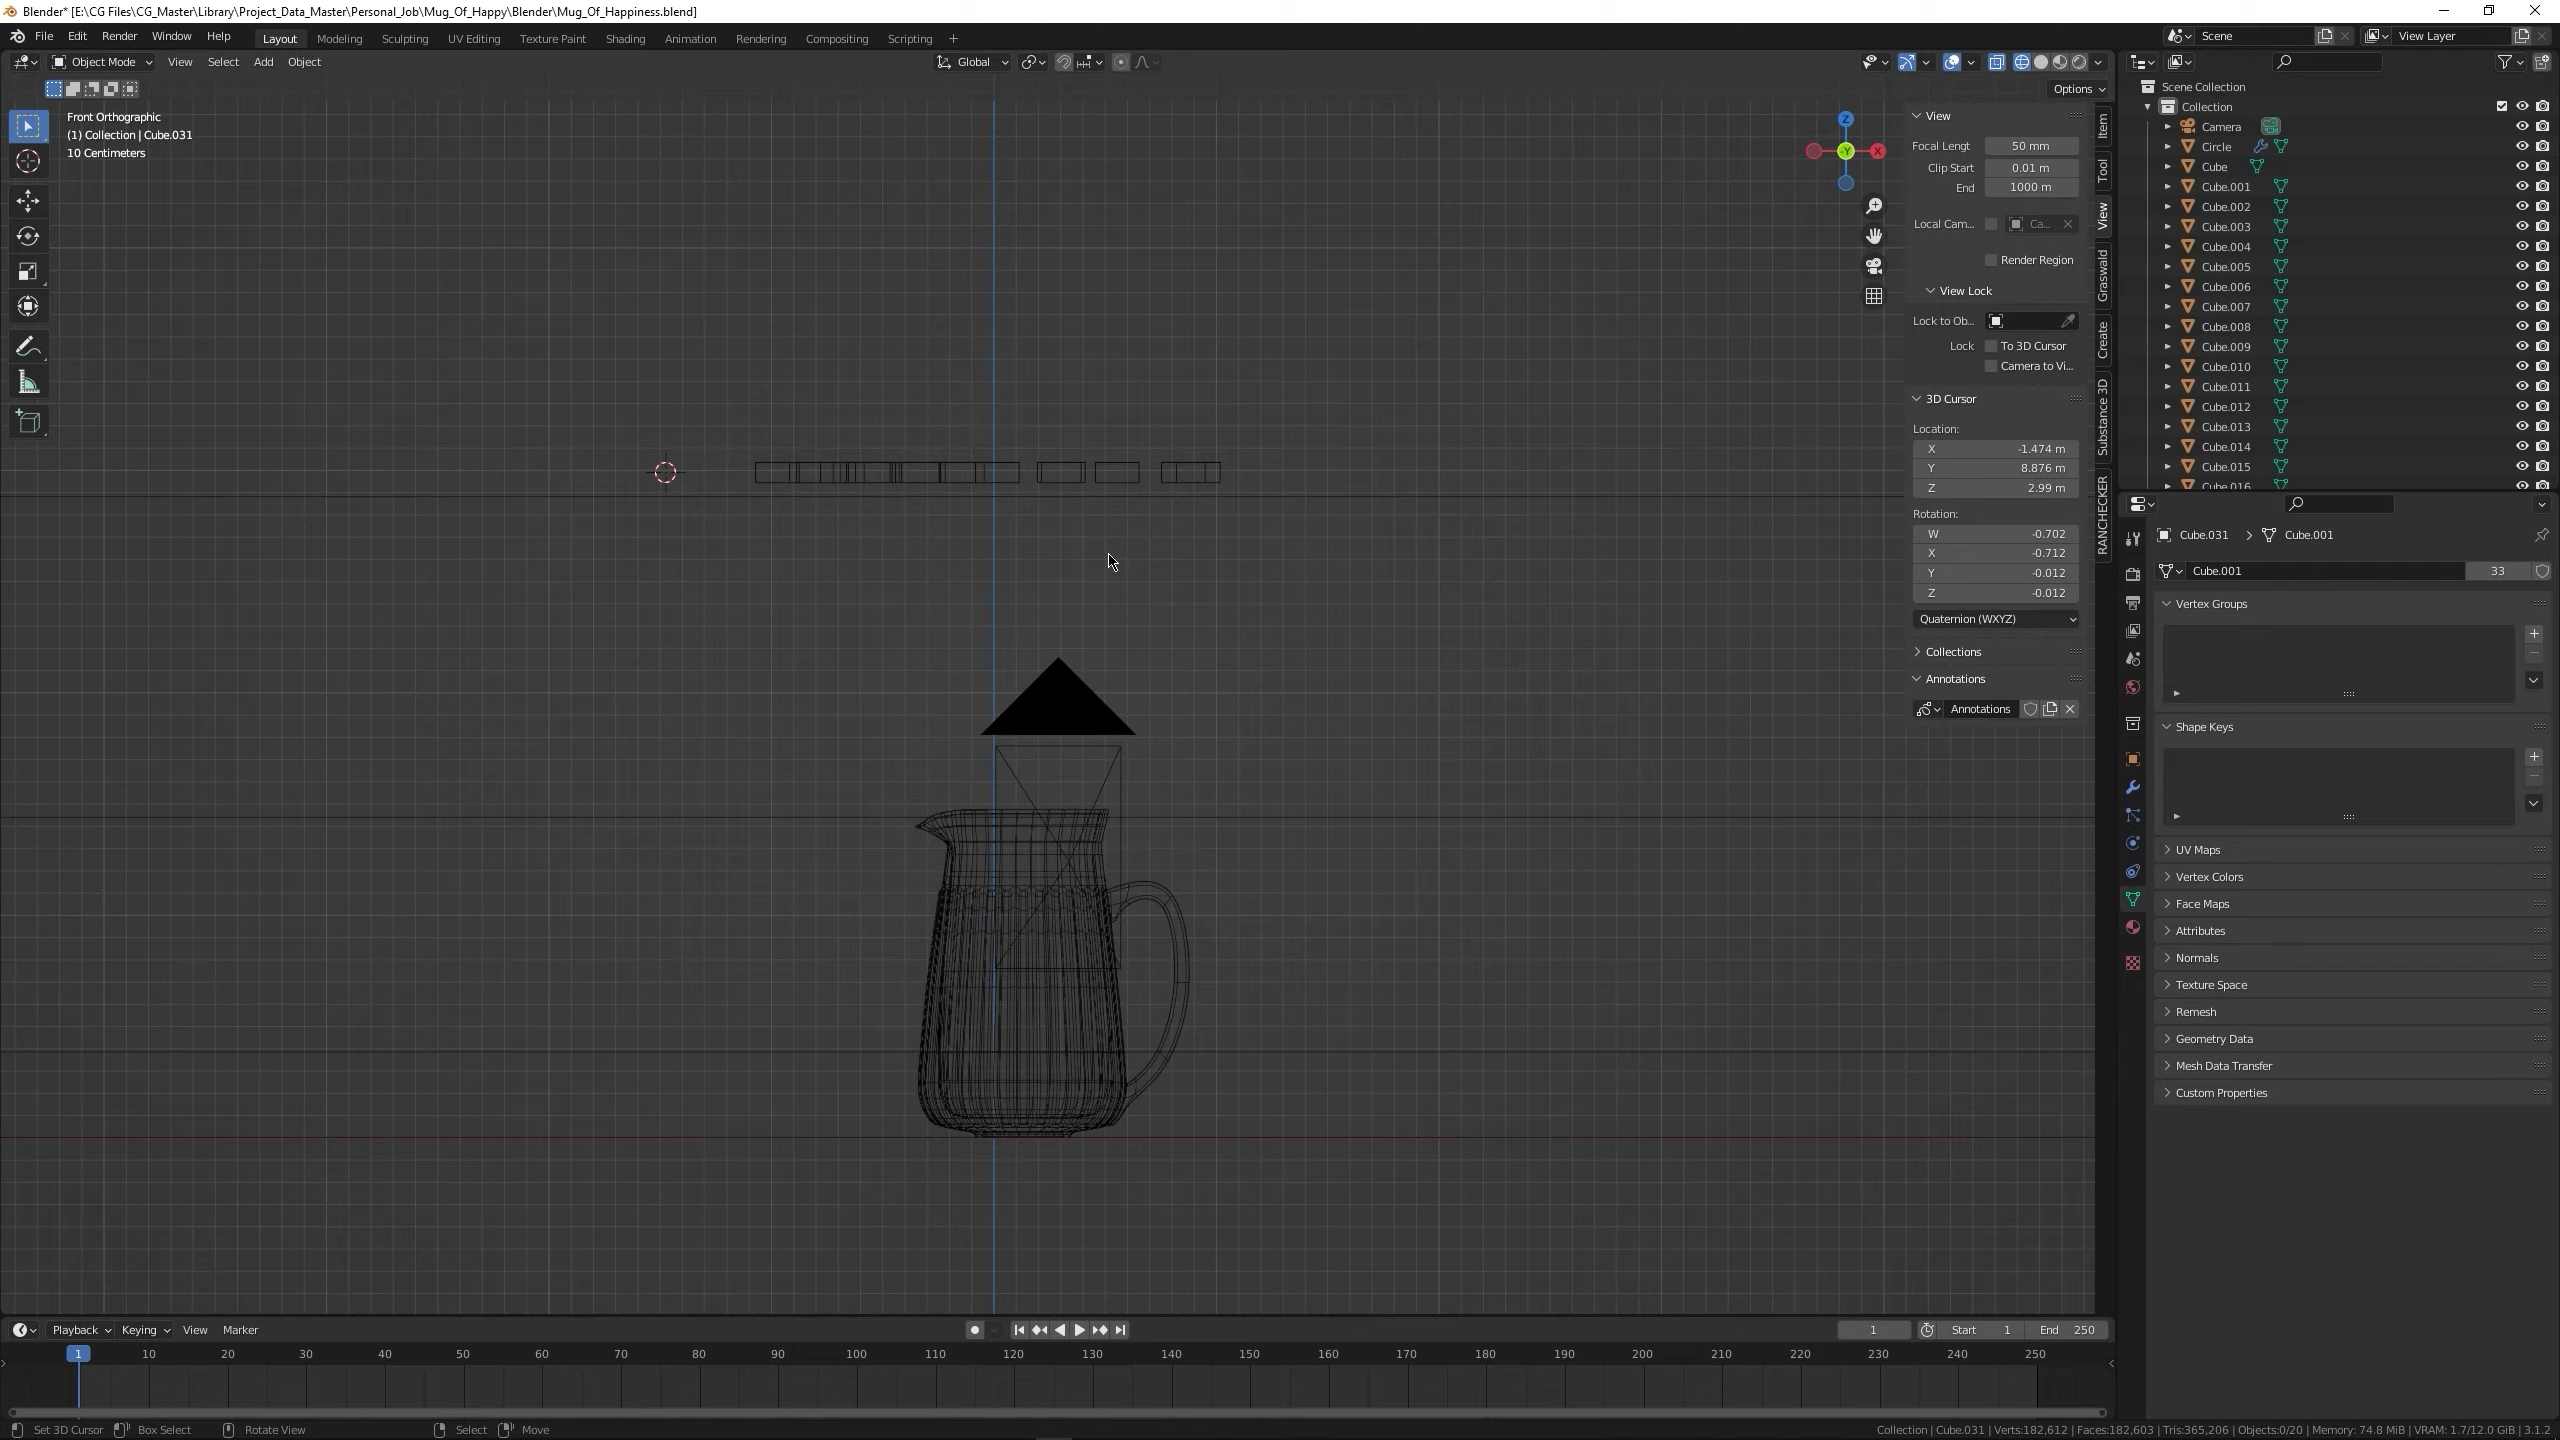 Blender* [E:\CG Files\CG_Master\Library\Project_Data_Master\Personal_Job\Mug_Of_Happy\Blender\Mug_Of_Happiness.blend]
File Edit Render Window Help Layout Modeling Sculpting UV Editing Texture Paint Shading Animation Rendering Compositing Scripting + Scene View Layer
Object Mode View Select Add Object Global
Options
Front Orthographic
(1) Collection | Cube.031
10 Centimeters
Z
-Y
X
View
Focal Lengt 50 mm
Clip Start 0.01 m
End 1000 m
Local Cam... Ca...
Render Region
View Lock
Lock to Ob...
Lock To 3D Cursor
Camera to Vi...
3D Cursor
Location:
X -1.474 m
Y 8.876 m
Z 2.99 m
Rotation:
W -0.702
X -0.712
Y -0.012
Z -0.012
Quaternion (WXYZ)
Collections
Annotations
Annotations
Item
Tool
View
Graswald
Create
Substance 3D
RANCHECKER
Scene Collection
Collection
Camera
Circle
Cube
Cube.001
Cube.002
Cube.003
Cube.004
Cube.005
Cube.006
Cube.007
Cube.008
Cube.009
Cube.010
Cube.011
Cube.012
Cube.013
Cube.014
Cube.015
Cube.016
Cube.031 > Cube.001
Cube.001 33
Vertex Groups
Shape Keys
UV Maps
Vertex Colors
Face Maps
Attributes
Normals
Texture Space
Remesh
Geometry Data
Mesh Data Transfer
Custom Properties
Playback Keying View Marker 1 Start 1 End 250
1 10 20 30 40 50 60 70 80 90 100 110 120 130 140 150 160 170 180 190 200 210 220 230 240 250
Set 3D Cursor Box Select Rotate View Select Move Collection | Cube.031 | Verts:182,612 | Faces:182,603 | Tris:365,206 | Objects:0/20 | Memory: 74.8 MiB | VRAM: 1.7/12.0 GiB | 3.1.2